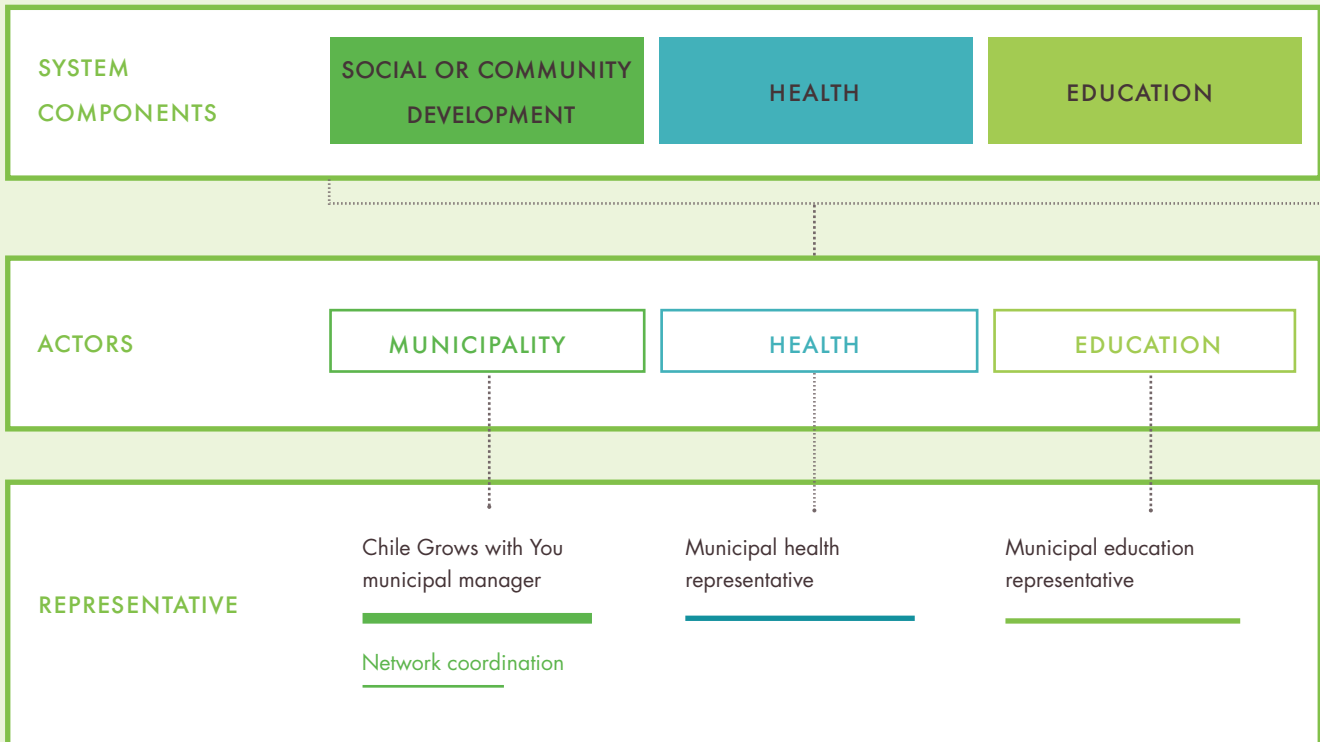 SYSTEM
COMPONENTS
SOCIAL OR COMMUNITY
DEVELOPMENT
HEALTH
EDUCATION
ACTORS
MUNICIPALITY
HEALTH
EDUCATION
REPRESENTATIVE
Chile Grows with You
municipal manager
Network coordination
Municipal health
representative
Municipal education
representative